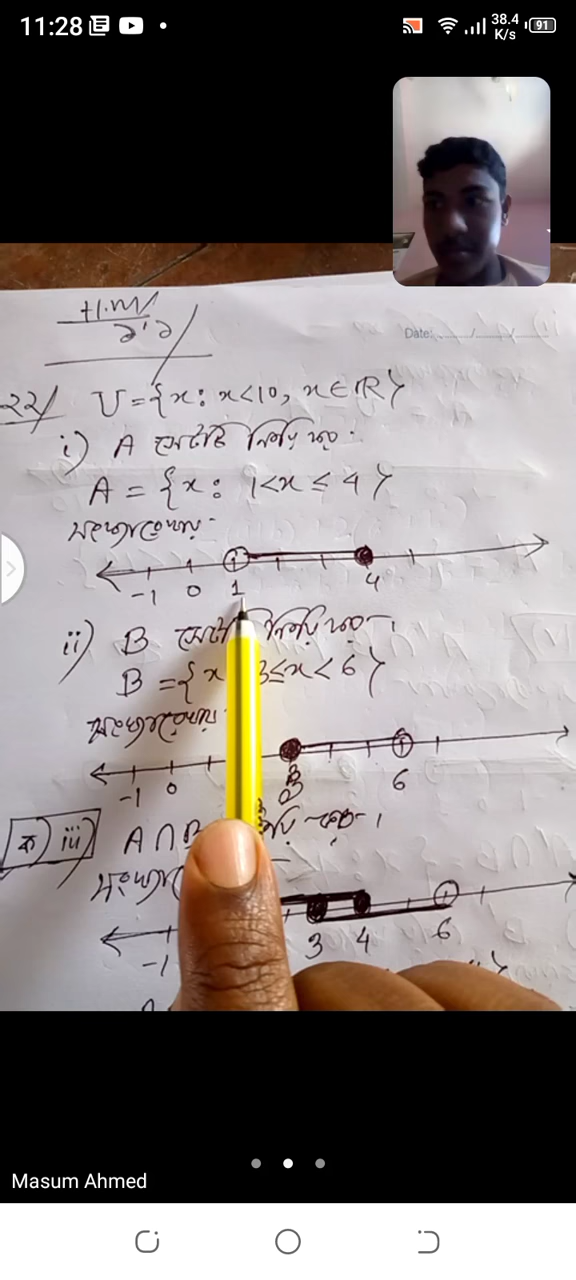 11:28
38.4 K/s
91
H.W
Date:
২২/ U={x: x<10, x∈ℝ}
i) A সেটটি নির্ণয় কর।
A = {x: 1<x≤4}
সংখ্যারেখায়:
-1 0 1 4
ii) B নির্ণয় কর।
B ={x 3≤x<6}
সংখ্যারেখায়:
-1 0 3 6
ক) iii) A∩B কর।
-1 3 4 6
Masum Ahmed